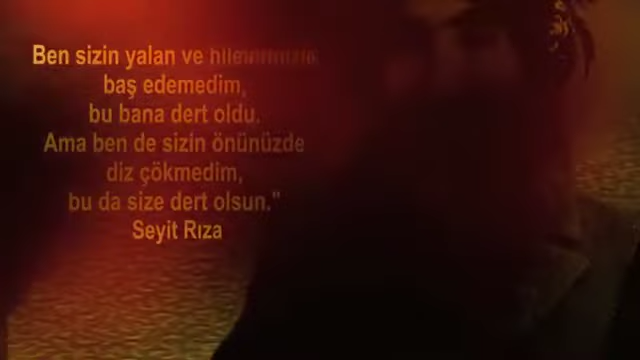 Ben sizin yalan ve
baş edemedim,
bu bana dert oldu.
Ama ben de sizin önünüzde
diz çökmedim,
bu da size dert olsun."
Seyit Rıza